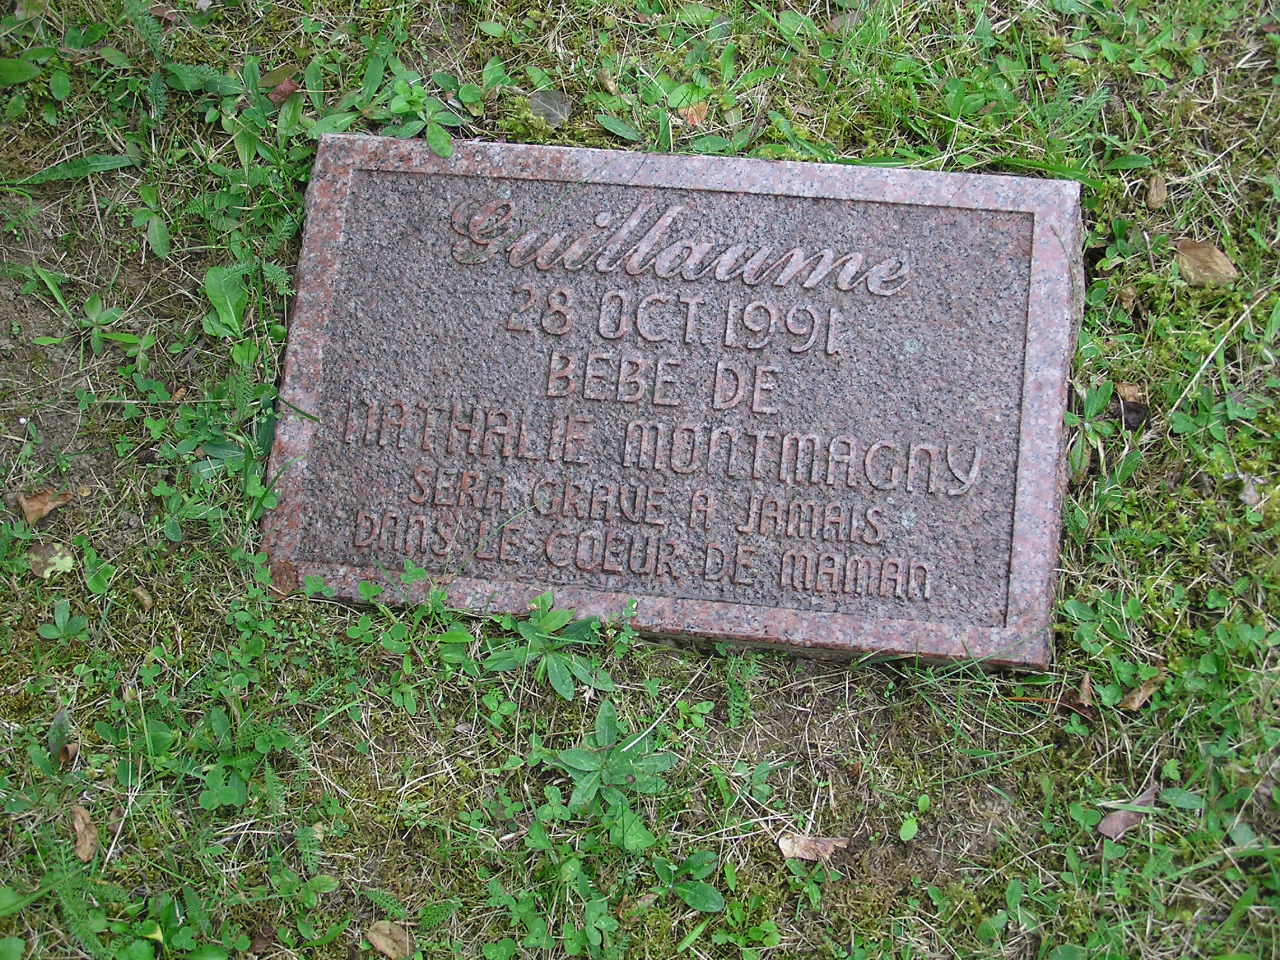 Guillaume
28 OCT 1991
BEBE DE
NATHALIE MONTMAGNY
SERA GRAVE A JAMAIS
DANS LE COEUR DE MAMAN